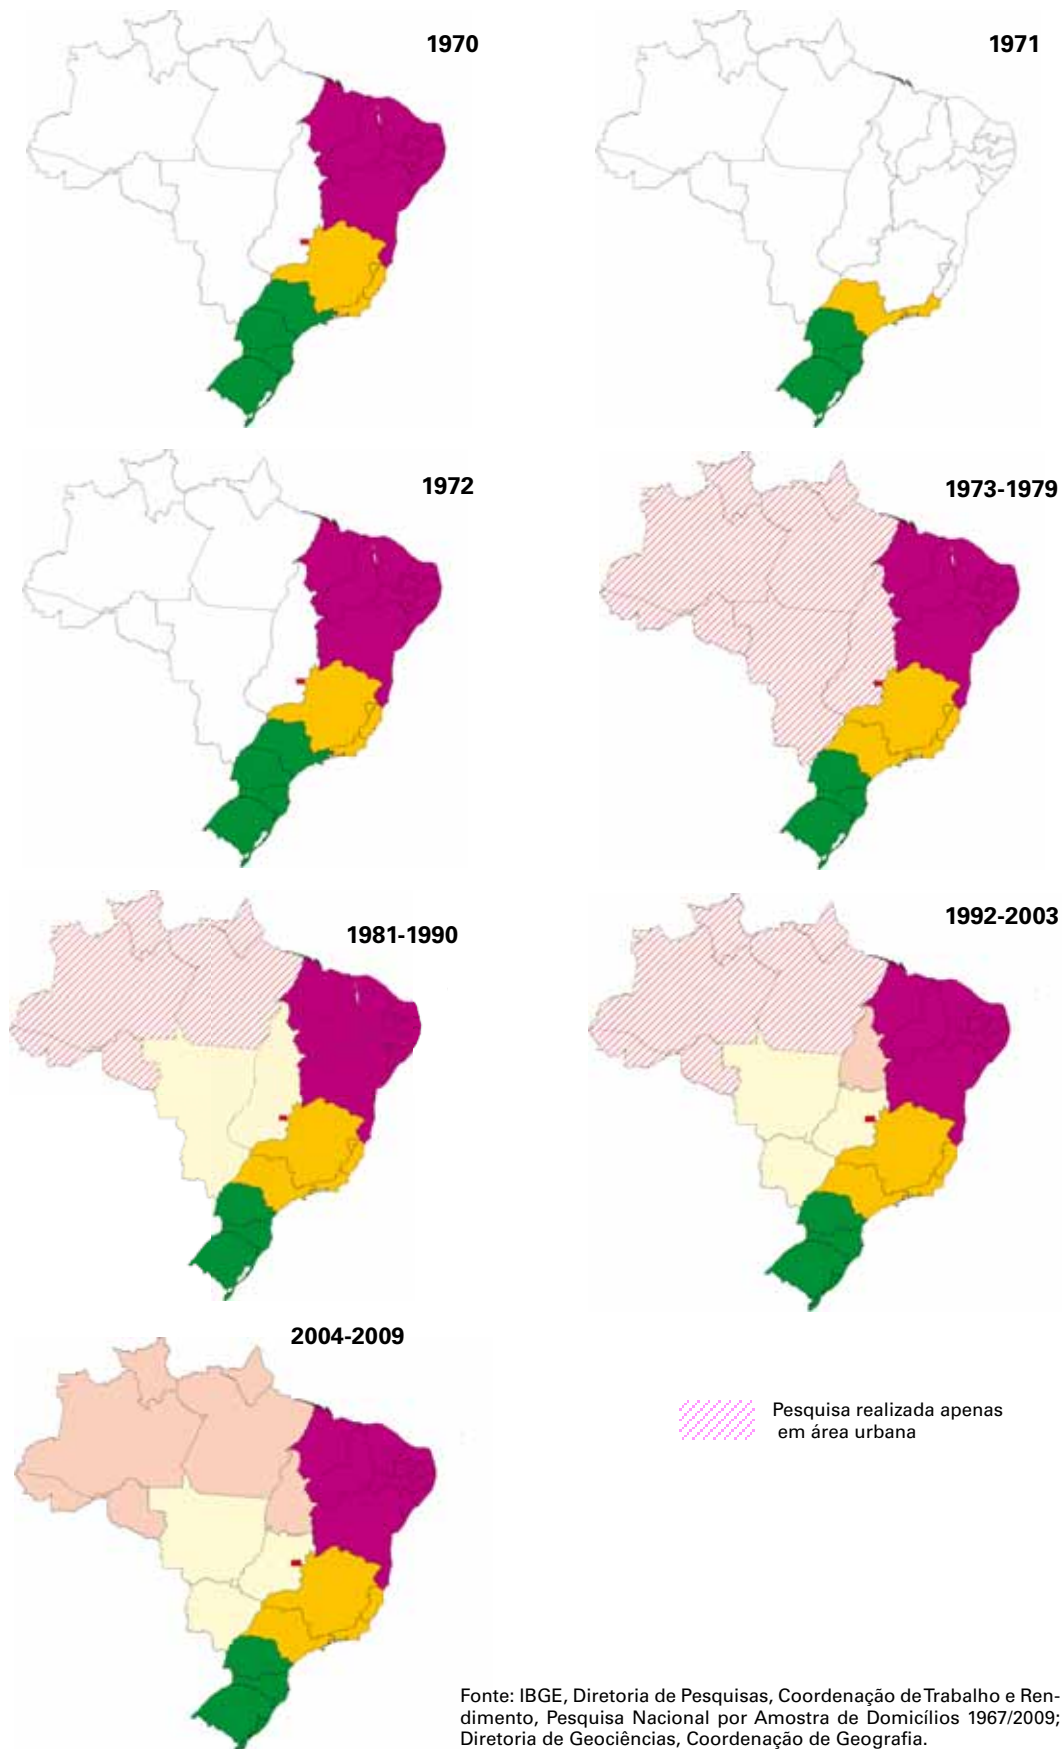 1970
1971
1972
1973-1979
1981-1990
1992-2003
2004-2009
Pesquisa realizada apenas
em área urbana
Fonte: IBGE, Diretoria de Pesquisas, Coordenação de Trabalho e Ren-
dimento, Pesquisa Nacional por Amostra de Domicílios 1967/2009;
Diretoria de Geociências, Coordenação de Geografia.